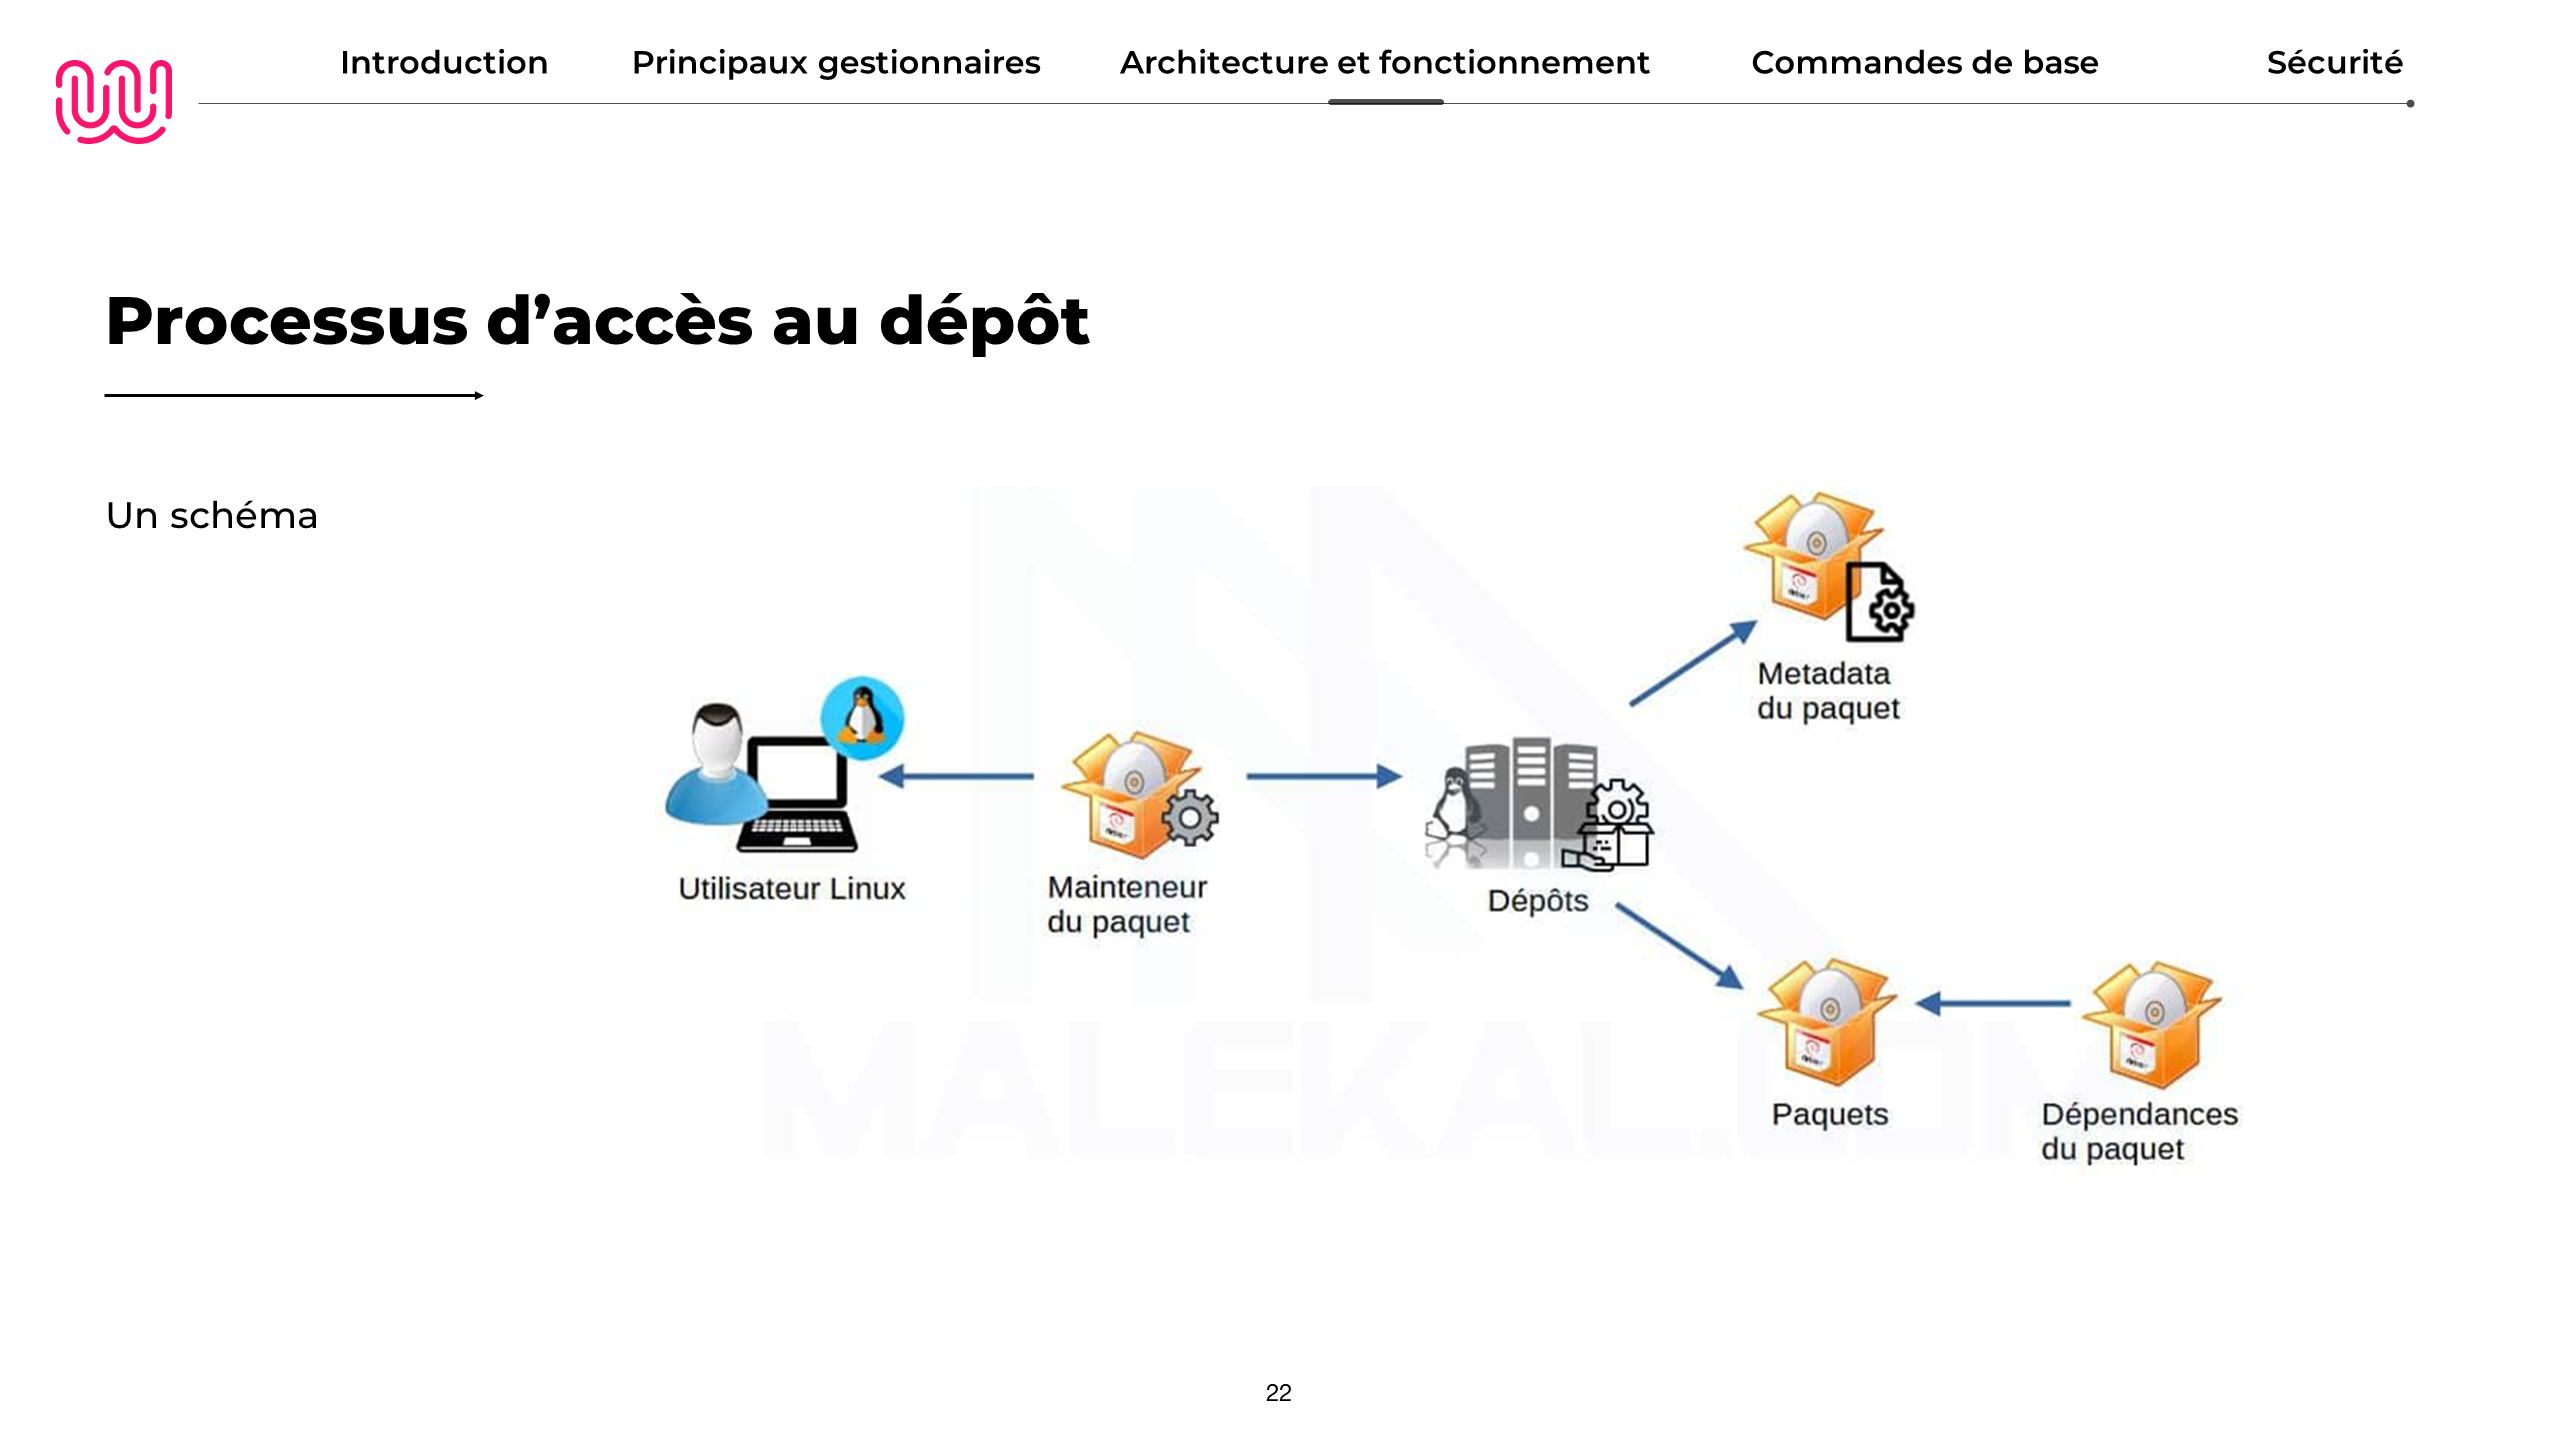 Introduction
Principaux gestionnaires
Architecture et fonctionnement
Commandes de base
Sécurité
Processus d’accès au dépôt
Un schéma
Metadata
du paquet
Utilisateur Linux
Mainteneur
du paquet
Dépôts
Paquets
Dépendances
du paquet
MALEKAL.COM
22